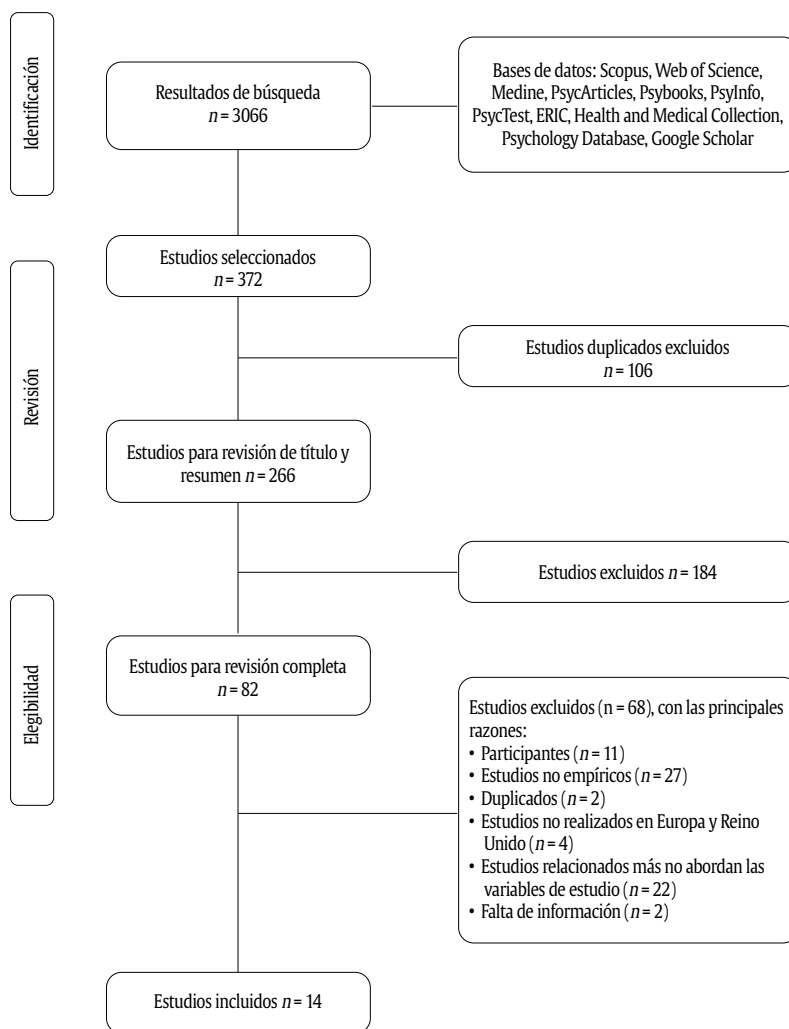 Identificación
Resultados de búsqueda
n = 3066
Bases de datos: Scopus, Web of Science,
Medine, PsycArticles, Psybooks, PsyInfo,
PsycTest, ERIC, Health and Medical Collection,
Psychology Database, Google Scholar
Revisión
Estudios seleccionados
n = 372
Estudios duplicados excluidos
n = 106
Estudios para revisión de título y
resumen n = 266
Estudios excluidos n = 184
Elegibilidad
Estudios para revisión completa
n = 82
Estudios excluidos (n = 68), con las principales
razones:
• Participantes (n = 11)
• Estudios no empíricos (n = 27)
• Duplicados (n = 2)
• Estudios no realizados en Europa y Reino
Unido (n = 4)
• Estudios relacionados más no abordan las
variables de estudio (n = 22)
• Falta de información (n = 2)
Estudios incluidos n = 14